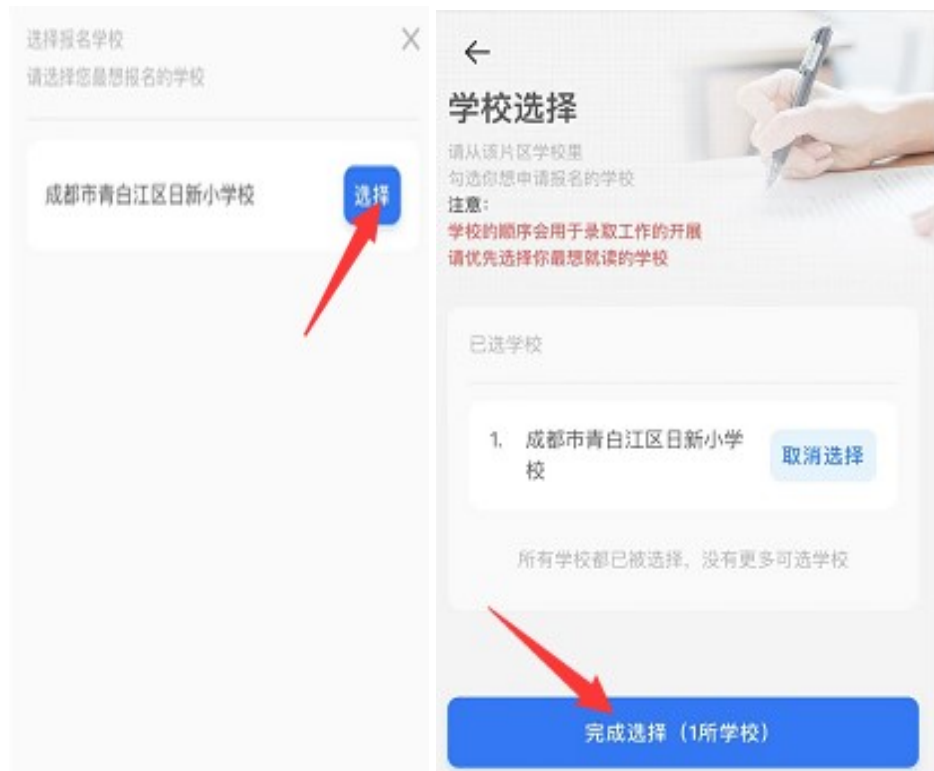 选择报名学校
请选择您最想报名的学校
成都市青白江区日新小学校
选择
学校选择
请从该片区学校里
勾选你想申请报名的学校
注意：
学校的顺序会用于录取工作的开展
请优先选择你最想就读的学校
已选学校
1. 成都市青白江区日新小学
校
取消选择
所有学校都已被选择，没有更多可选学校
完成选择（1所学校）